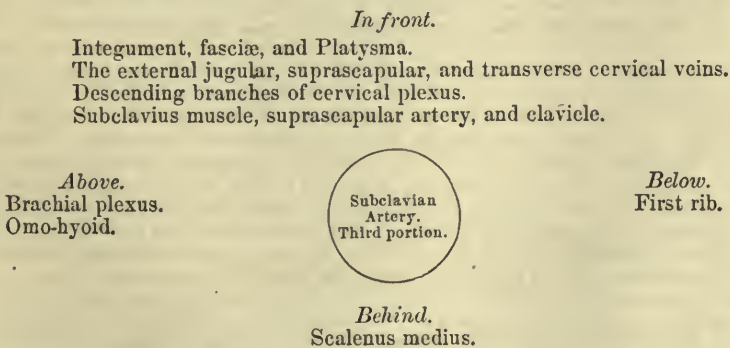 In front.
Integument, fasciæ, and Platysma.
The external jugular, suprascapular, and transverse cervical veins.
Descending branches of cervical plexus.
Subclavius muscle, suprascapular artery, and clavicle.
Above.
Brachial plexus.
Omo-hyoid.
Subclavian
Artery.
Third portion.
Below.
First rib.
Behind.
Scalenus medius.